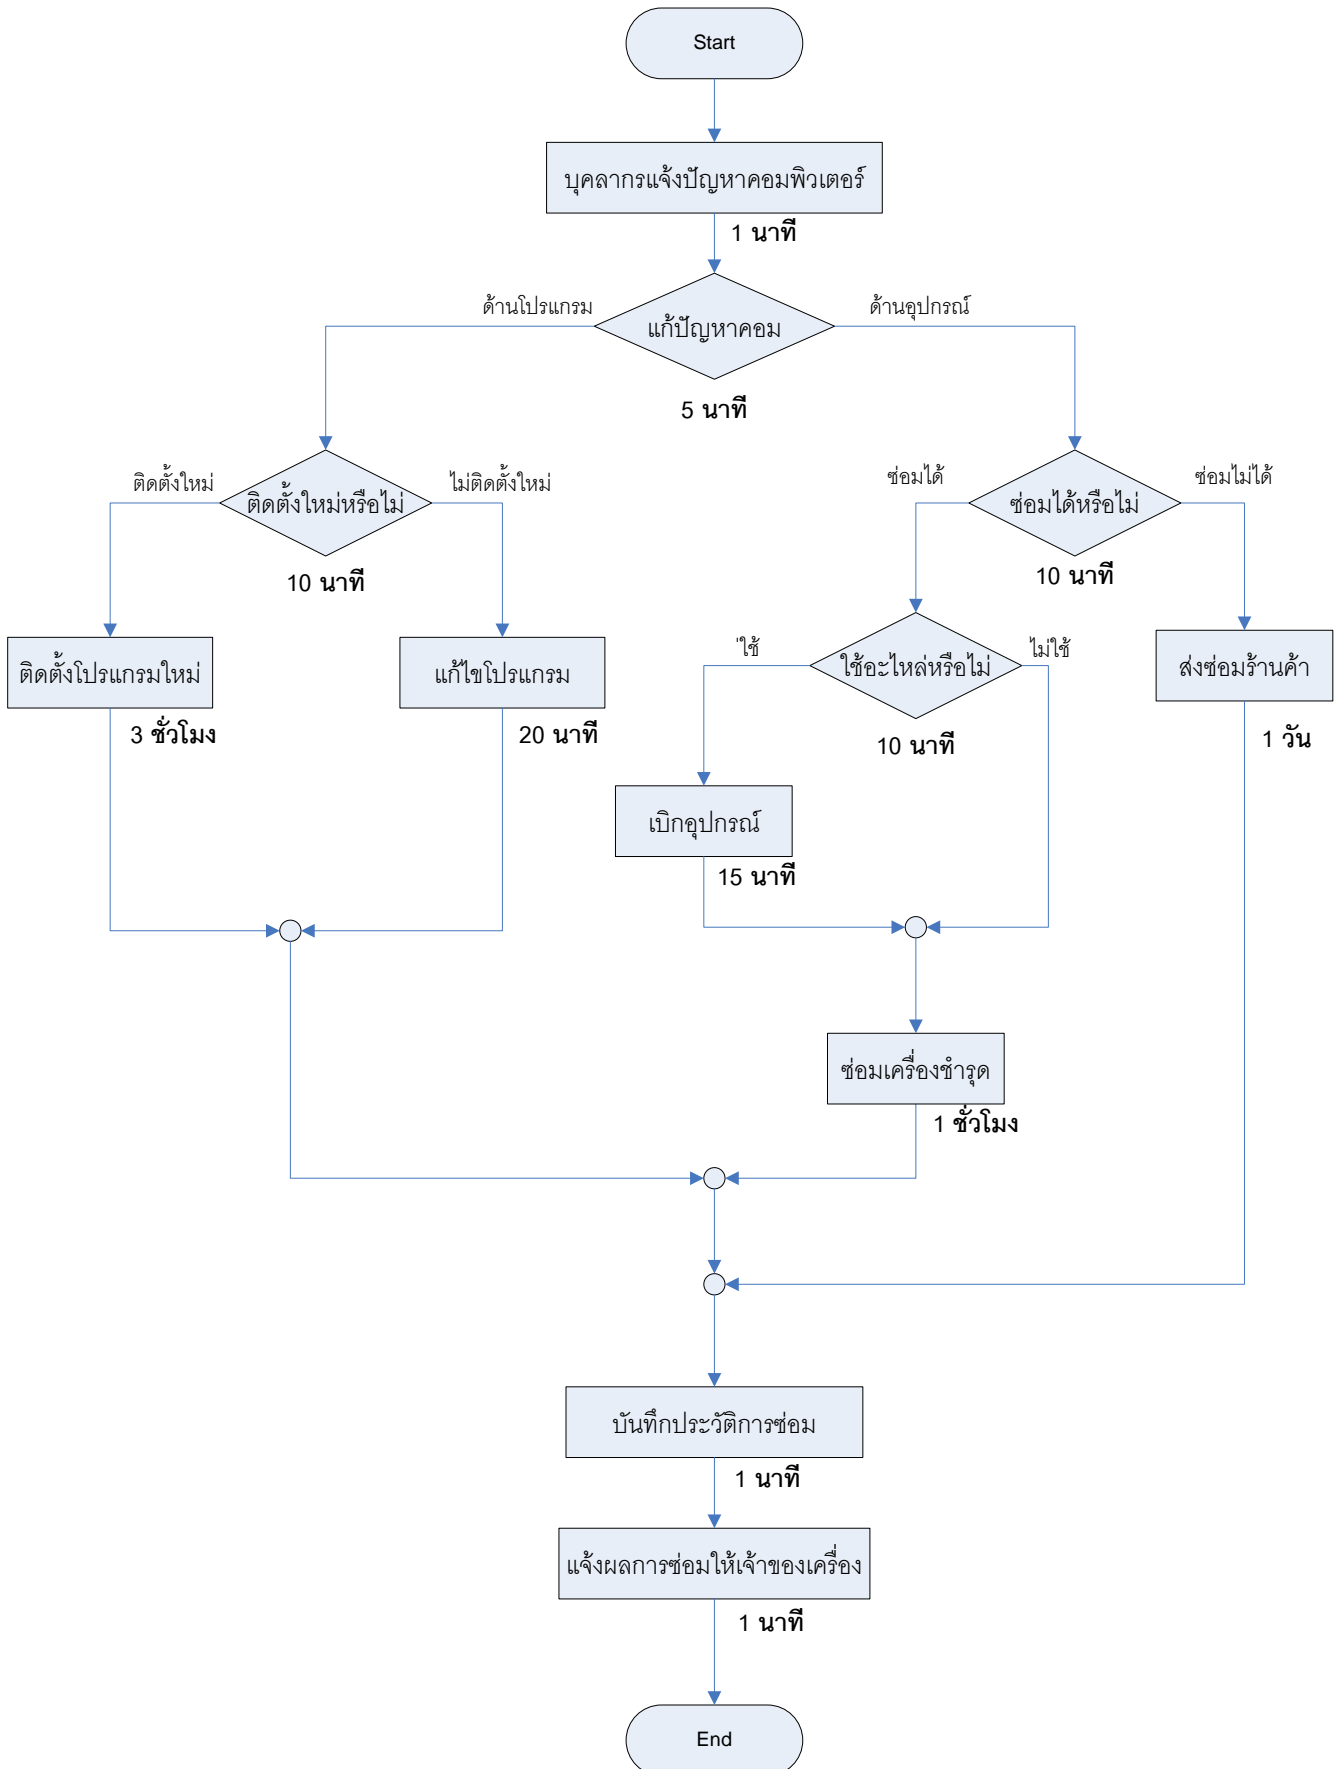 Start
บุคลากรแจ้งปัญหาคอมพิวเตอร์
1 นาที
ด้านโปรแกรม
แก้ปัญหาคอม
ด้านอุปกรณ์
5 นาที
ติดตั้งใหม่
ติดตั้งใหม่หรือไม่
ไม่ติดตั้งใหม่
10 นาที
ซ่อมได้
ซ่อมได้หรือไม่
ซ่อมไม่ได้
10 นาที
ติดตั้งโปรแกรมใหม่
3 ชั่วโมง
แก้ไขโปรแกรม
20 นาที
'ใช้
ใช้อะไหล่หรือไม่
ไม่ใช้
10 นาที
ส่งซ่อมร้านค้า
1 วัน
เบิกอุปกรณ์
15 นาที
ซ่อมเครื่องชำรุด
1 ชั่วโมง
บันทึกประวัติการซ่อม
1 นาที
แจ้งผลการซ่อมให้เจ้าของเครื่อง
1 นาที
End